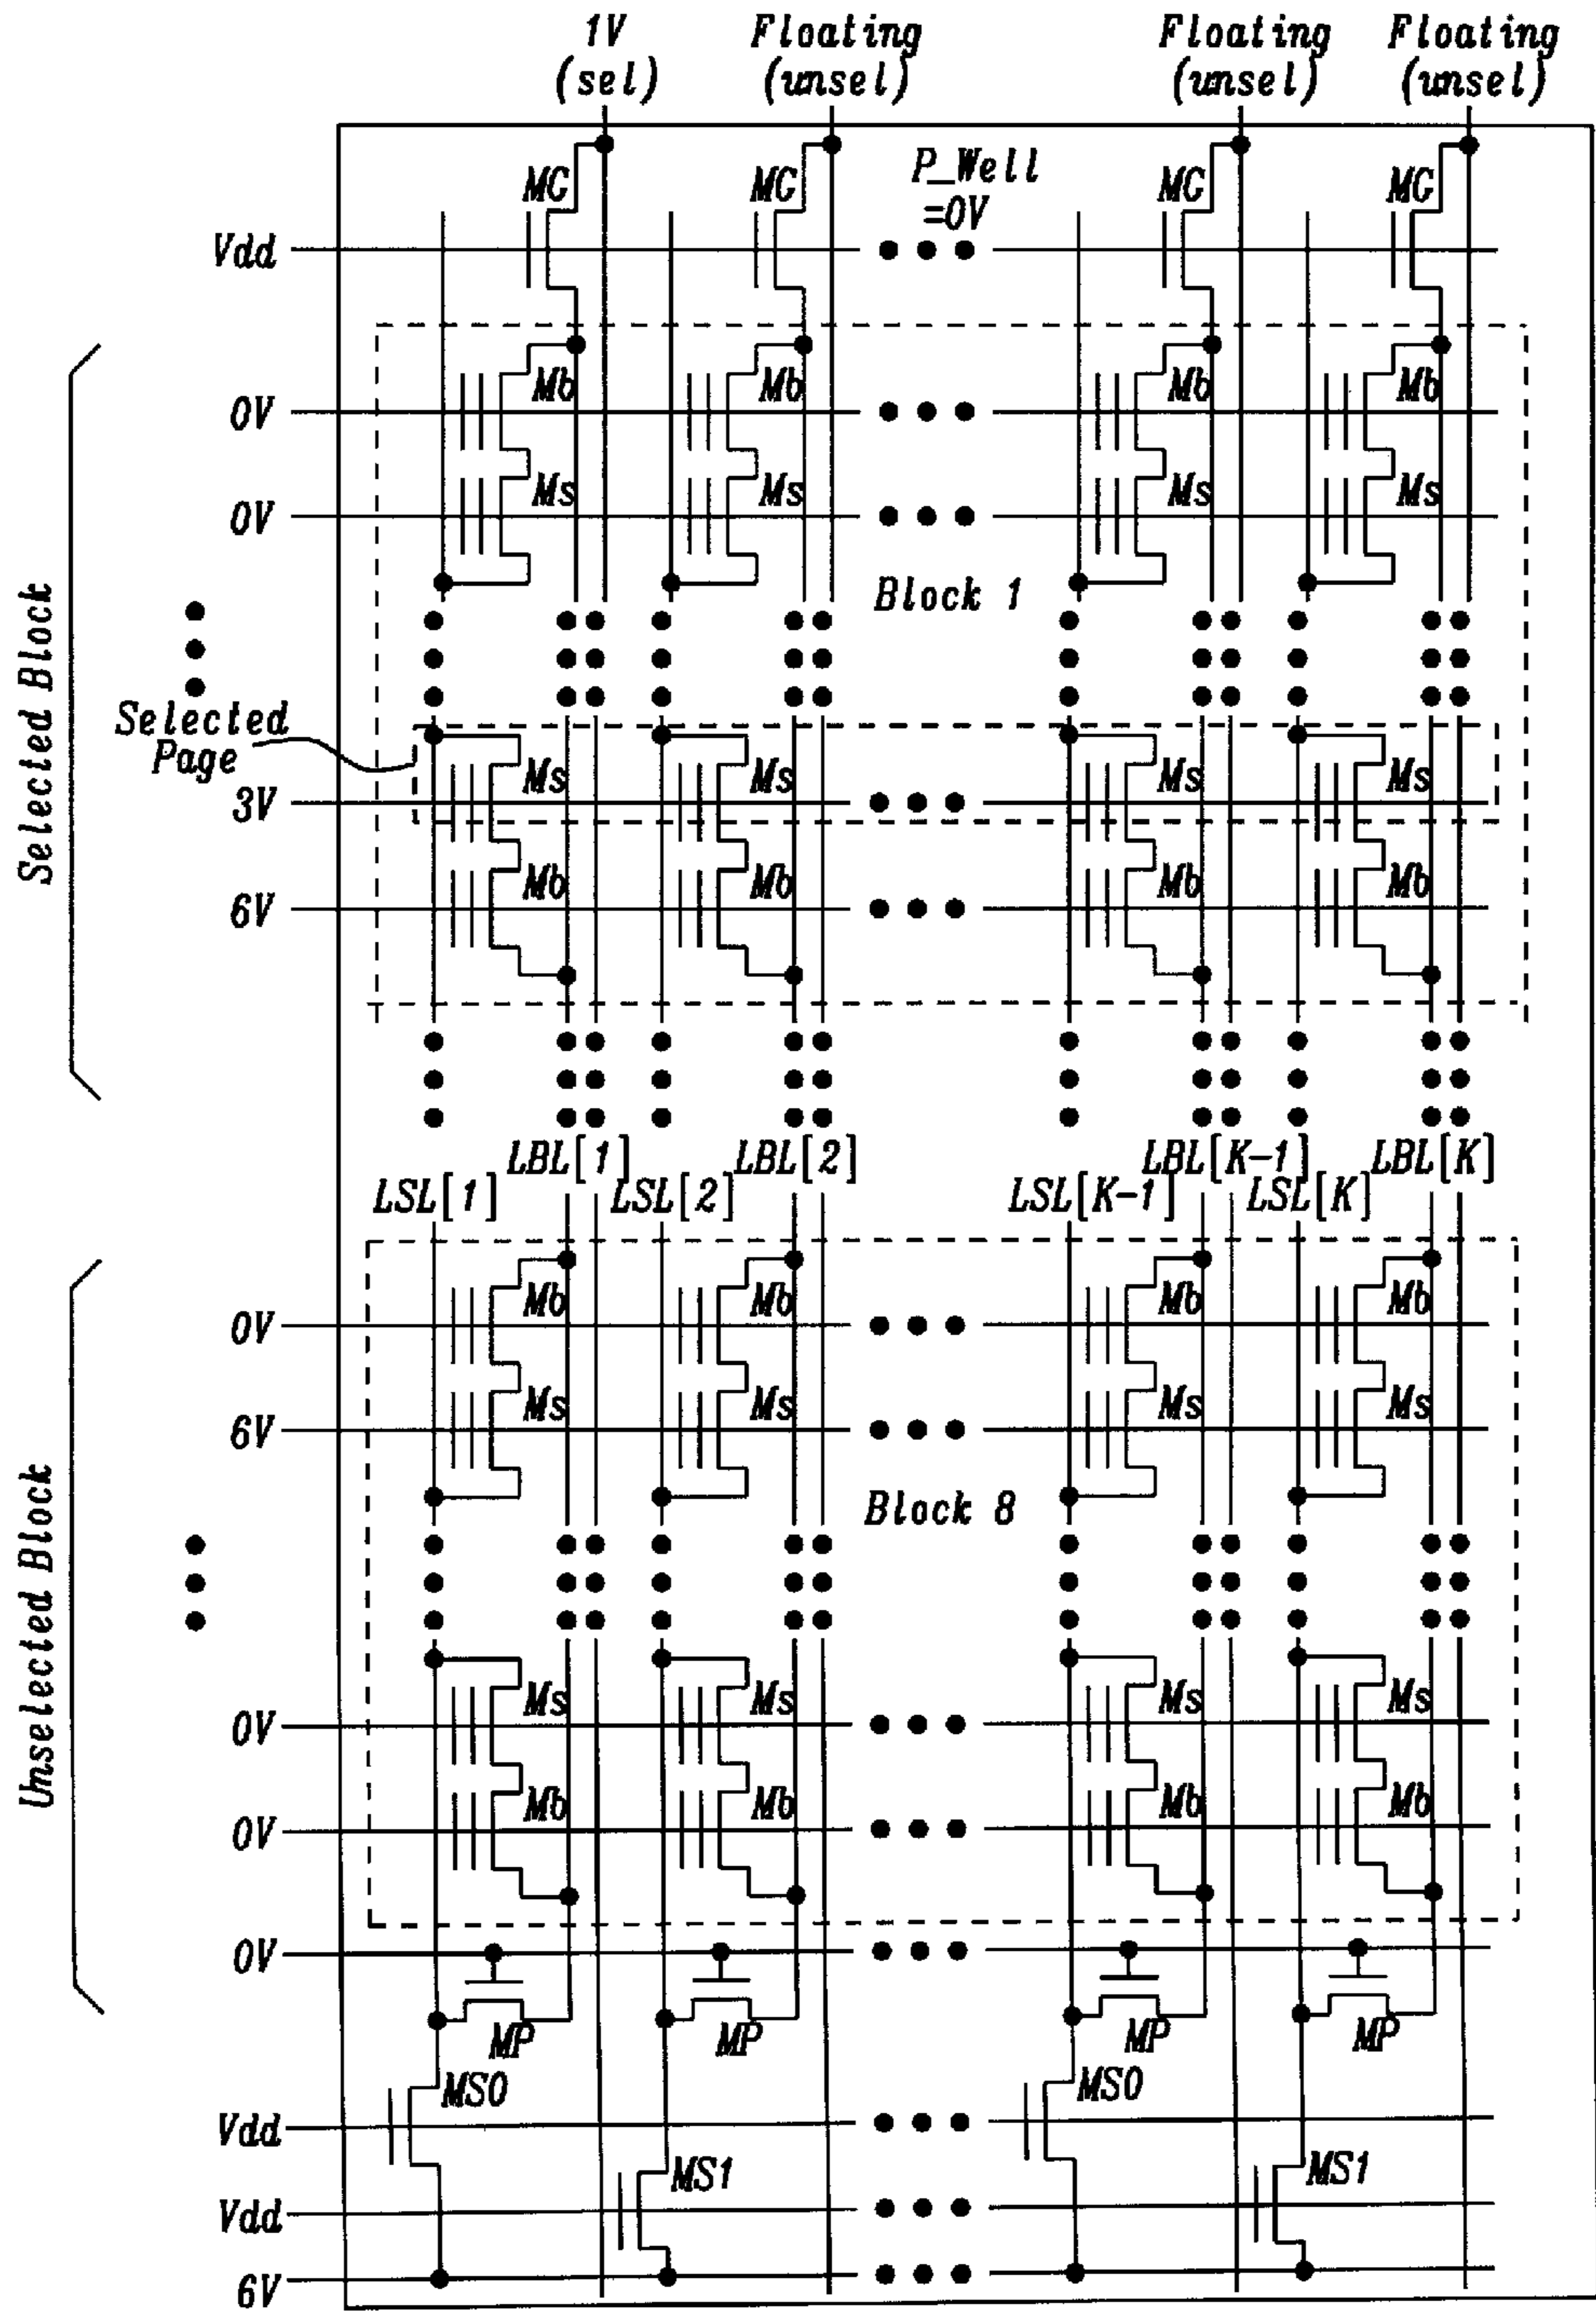 1V Floating Floating Floating
(sel) (unsel) (unsel) (unsel)
P_Well
=0V
MG MG MG MG
Vdd
Mb Mb Mb Mb
0V
Ms Ms Ms Ms
0V
Block 1
Selected Block
Selected
Page
Ms Ms Ms Ms
3V
Mb Mb Mb Mb
6V
LBL[1] LBL[2] LBL[K-1] LBL[K]
LSL[1] LSL[2] LSL[K-1] LSL[K]
Mb Mb Mb Mb
0V
Ms Ms Ms Ms
6V
Block 8
Unselected Block
Ms Ms Ms Ms
0V
Mb Mb Mb Mb
0V
0V
MP MP MP MP
MS0 MS0
Vdd
MS1 MS1
Vdd
6V